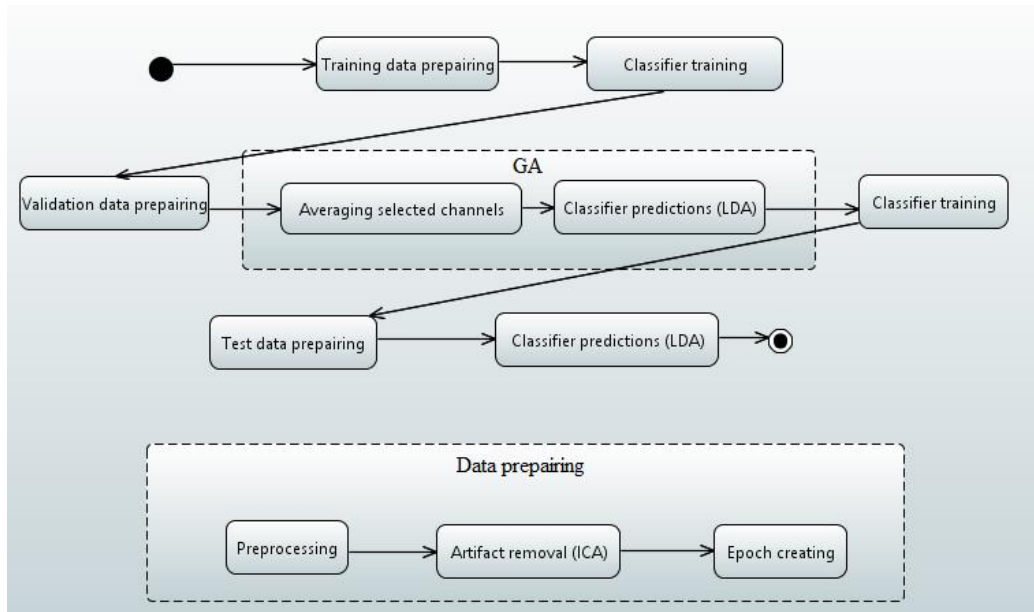 Training data prepairing
Classifier training
GA
Validation data prepairing
Averaging selected channels
Classifier predictions (LDA)
Classifier training
Test data prepairing
Classifier predictions (LDA)
Data prepairing
Preprocessing
Artifact removal (ICA)
Epoch creating